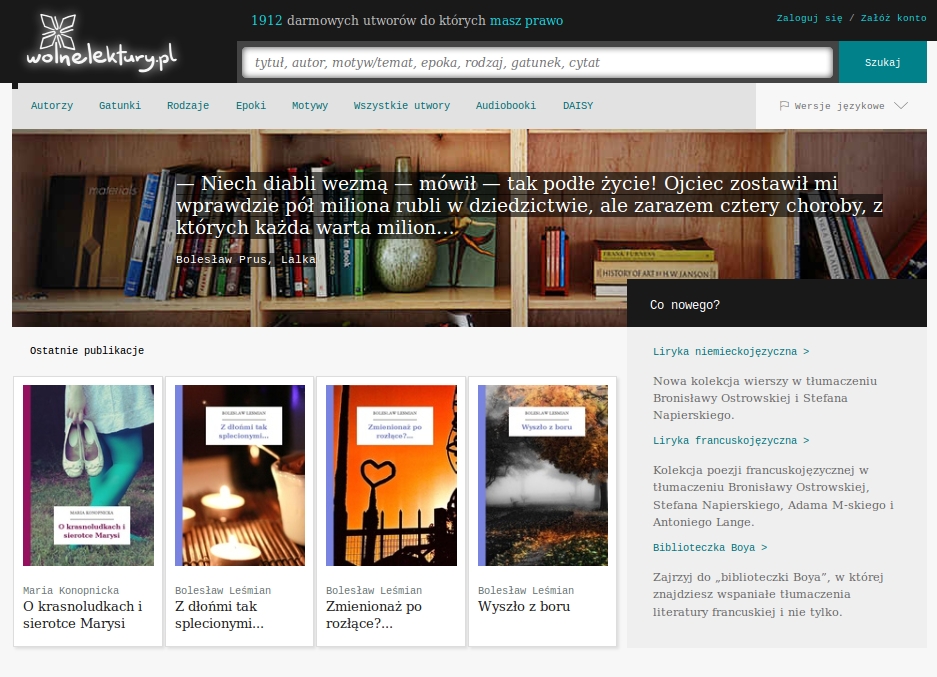 wolnelektury.pl
1912 darmowych utworów do których masz prawo
Zaloguj się / Załóż konto
tytuł, autor, motyw/temat, epoka, rodzaj, gatunek, cytat
Szukaj
Autorzy Gatunki Rodzaje Epoki Motywy Wszystkie utwory Audiobooki DAISY
Wersje językowe
materials
— Niech diabli wezmą — mówił — tak podłe życie! Ojciec zostawił mi
wprawdzie pół miliona rubli w dziedzictwie, ale zarazem cztery choroby, z
których każda warta milion....
Bolesław Prus, Lalka
FRANK FURNESS
HISTORY OF ART H.W. JANSON
Co nowego?
Liryka niemieckojęzyczna >
Nowa kolekcja wierszy w tłumaczeniu
Bronisławy Ostrowskiej i Stefana
Napierskiego.
Liryka francuskojęzyczna >
Kolekcja poezji francuskojęzycznej w
tłumaczeniu Bronisławy Ostrowskiej,
Stefana Napierskiego, Adama M-skiego i
Antoniego Lange.
Biblioteczka Boya >
Zajrzyj do „biblioteczki Boya”, w której
znajdziesz wspaniałe tłumaczenia
literatury francuskiej i nie tylko.
Ostatnie publikacje
MARIA KONOPNICKA
O krasnoludkach i
sierotce Marysi
Maria Konopnicka
O krasnoludkach i
sierotce Marysi
BOLESŁAW LEŚMIAN
Z dłońmi tak
splecionymi...
Bolesław Leśmian
Z dłońmi tak
splecionymi...
BOLESŁAW LEŚMIAN
Zmienionaż po
rozłące?...
Bolesław Leśmian
Zmienionaż po
rozłące?...
BOLESŁAW LEŚMIAN
Wyszło z boru
Bolesław Leśmian
Wyszło z boru